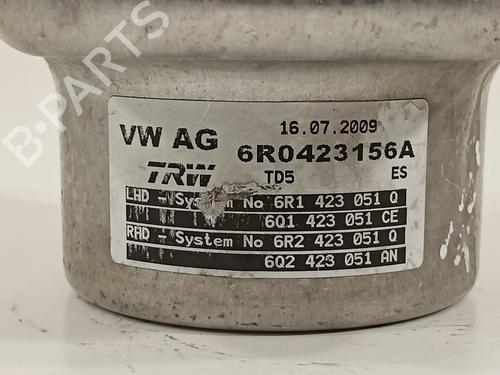 B-PARTS
16.07.2009
VW AG 6R0423156A
TRW TD5 ES
LHD - System No 6R1 423 051 Q
6Q1 423 051 CE
RHD - System No 6R2 423 051 Q
6Q2 423 051 AN